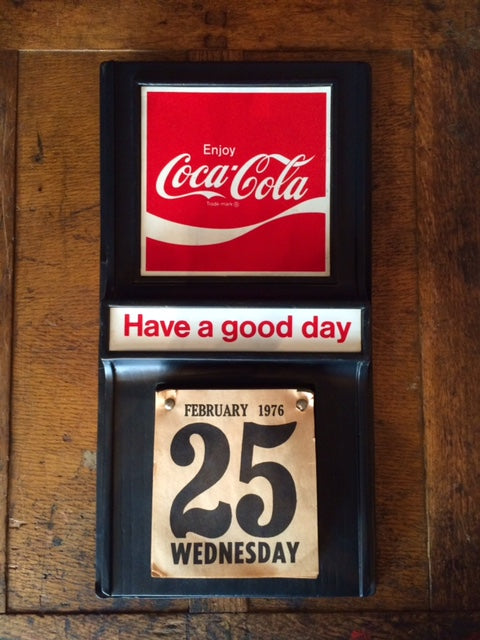 Enjoy
Coca-Cola
Trade-mark ®
Have a good day
FEBRUARY 1976
25
WEDNESDAY